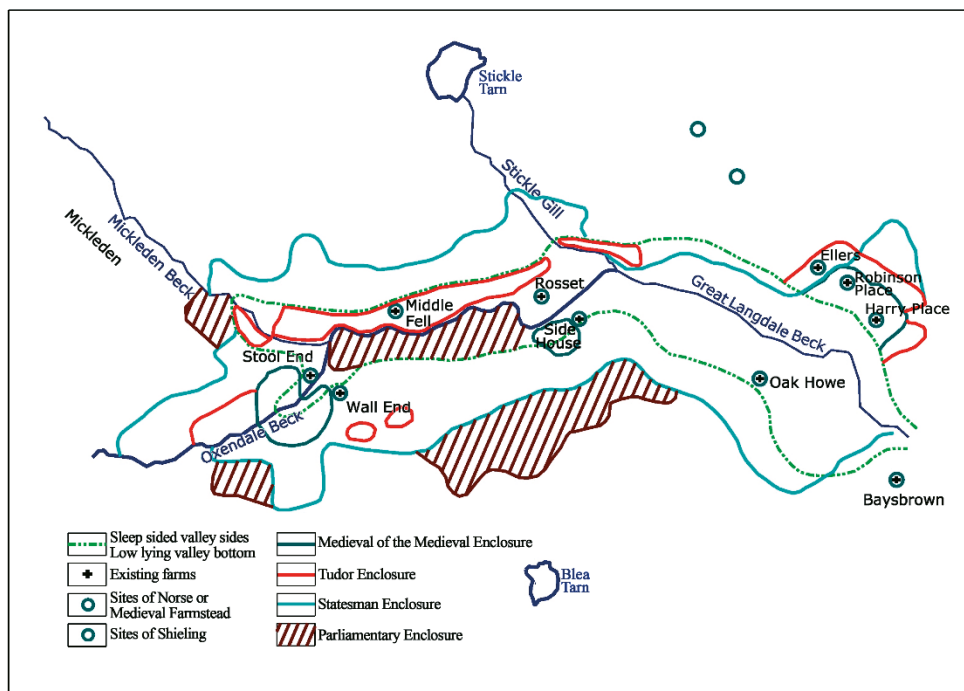 Stickle
Tarn
Stickle Gill
Mickleden
Mickleden Beck
Ellers
Robinson
Place
Harry Place
Great Langdale Beck
Rosset
Middle
Fell
Side
House
Stool End
Wall End
Oak Howe
Oxendale Beck
Baysbrown
Sleep sided valley sides
Low lying valley bottom
Existing farms
Sites of Norse or
Medieval Farmstead
Sites of Shieling
Medieval of the Medieval Enclosure
Tudor Enclosure
Statesman Enclosure
Parliamentary Enclosure
Blea
Tarn